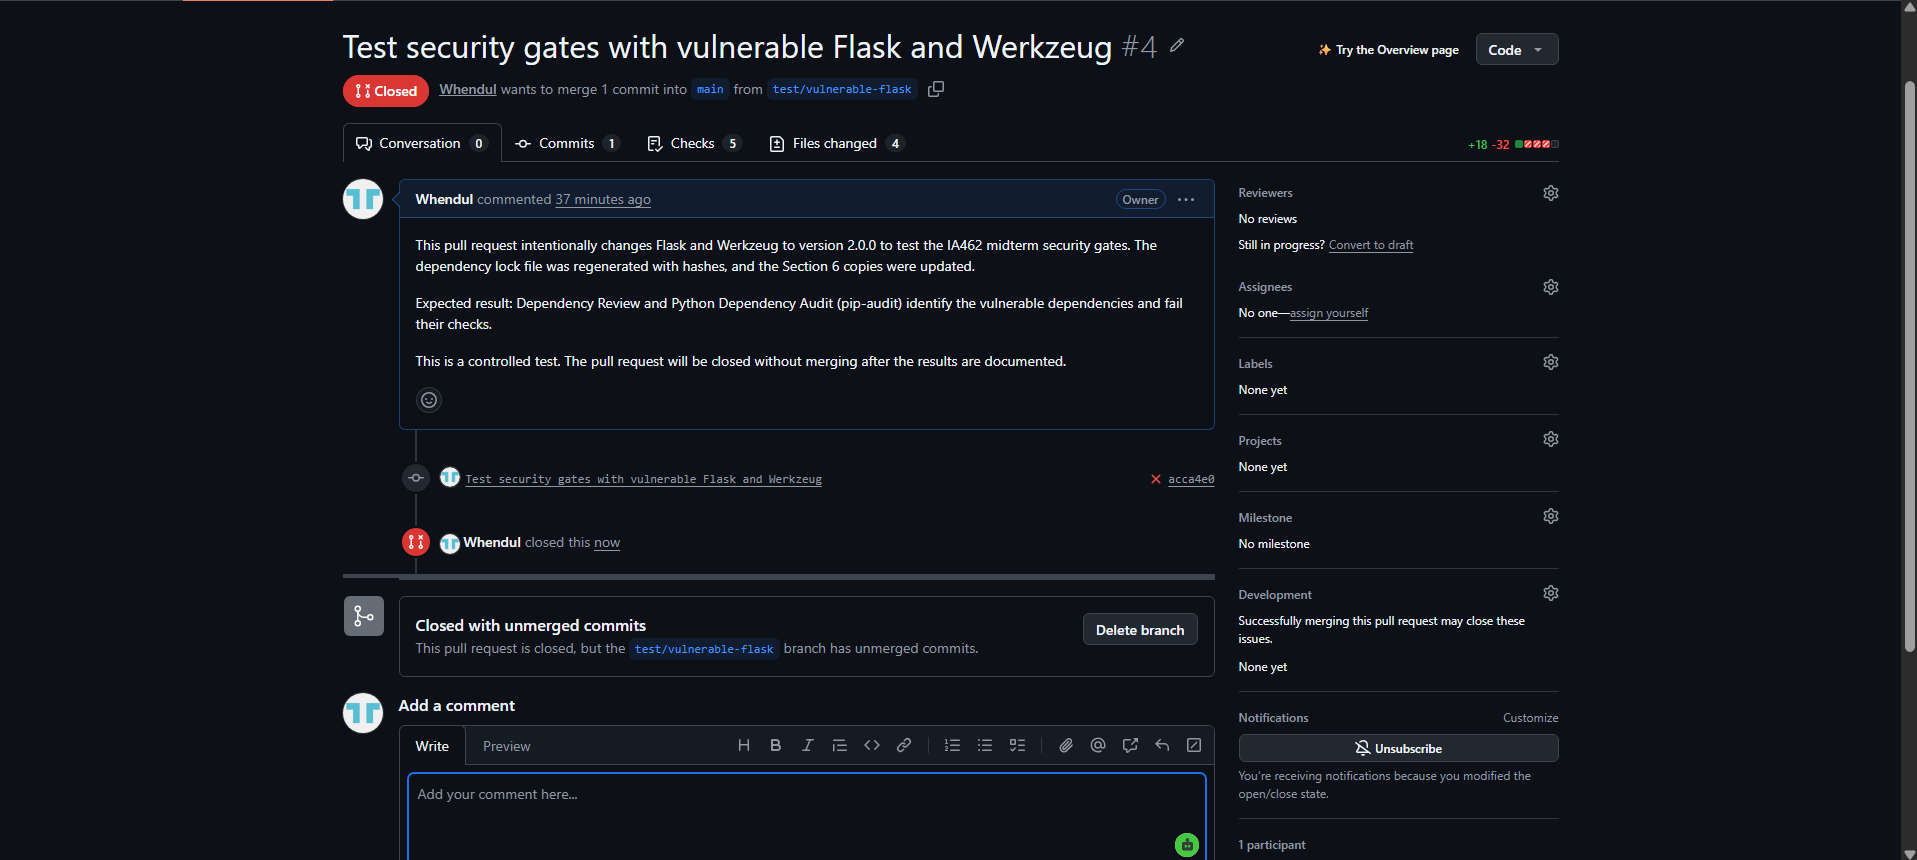 Test security gates with vulnerable Flask and Werkzeug #4
Try the Overview page
Code
Closed
Whendul wants to merge 1 commit into main from test/vulnerable-flask
Conversation 0
Commits 1
Checks 5
Files changed 4
+18 -32
Whendul commented 37 minutes ago
Owner
This pull request intentionally changes Flask and Werkzeug to version 2.0.0 to test the IA462 midterm security gates. The
dependency lock file was regenerated with hashes, and the Section 6 copies were updated.
Expected result: Dependency Review and Python Dependency Audit (pip-audit) identify the vulnerable dependencies and fail
their checks.
This is a controlled test. The pull request will be closed without merging after the results are documented.
Test security gates with vulnerable Flask and Werkzeug
acca4e0
Whendul closed this now
Closed with unmerged commits
This pull request is closed, but the test/vulnerable-flask branch has unmerged commits.
Delete branch
Add a comment
Write
Preview
Add your comment here...
Reviewers
No reviews
Still in progress? Convert to draft
Assignees
No one—assign yourself
Labels
None yet
Projects
None yet
Milestone
No milestone
Development
Successfully merging this pull request may close these
issues.
None yet
Notifications
Customize
Unsubscribe
You're receiving notifications because you modified the
open/close state.
1 participant